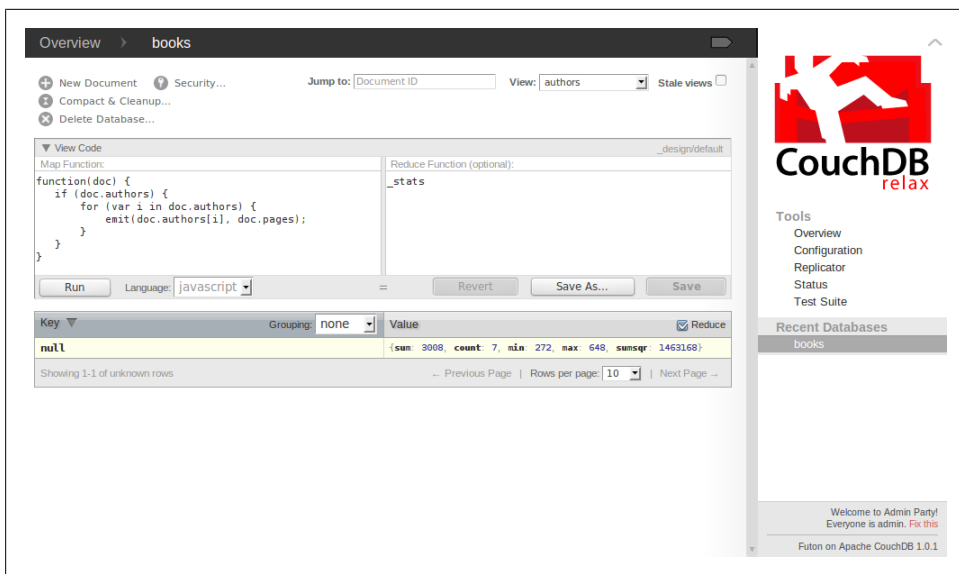 Overview books
New Document Security...
Compact & Cleanup...
Delete Database...
Jump to: Document ID
View: authors
Stale views
View Code
_design/default
Map Function:
function(doc) {
if (doc.authors) {
for (var i in doc.authors) {
emit(doc.authors[i], doc.pages);
}
}
}
Reduce Function (optional):
_stats
Run Language: javascript = Revert Save As... Save
Key Grouping: none Value Reduce
null {sum: 3008, count: 7, min: 272, max: 648, sumsqr: 1463168}
Showing 1-1 of unknown rows ← Previous Page | Rows per page: 10 | Next Page →
CouchDB
relax
Tools
Overview
Configuration
Replicator
Status
Test Suite
Recent Databases
books
Welcome to Admin Party!
Everyone is admin. Fix this
Futon on Apache CouchDB 1.0.1